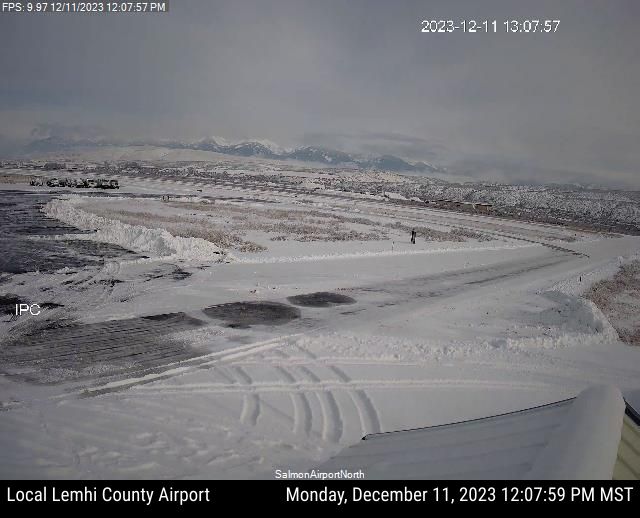 FPS: 9.97 12/11/2023 12:07:57 PM
2023-12-11 13:07:57
IPC
SalmonAirportNorth
Local Lemhi County Airport Monday, December 11, 2023 12:07:59 PM MST